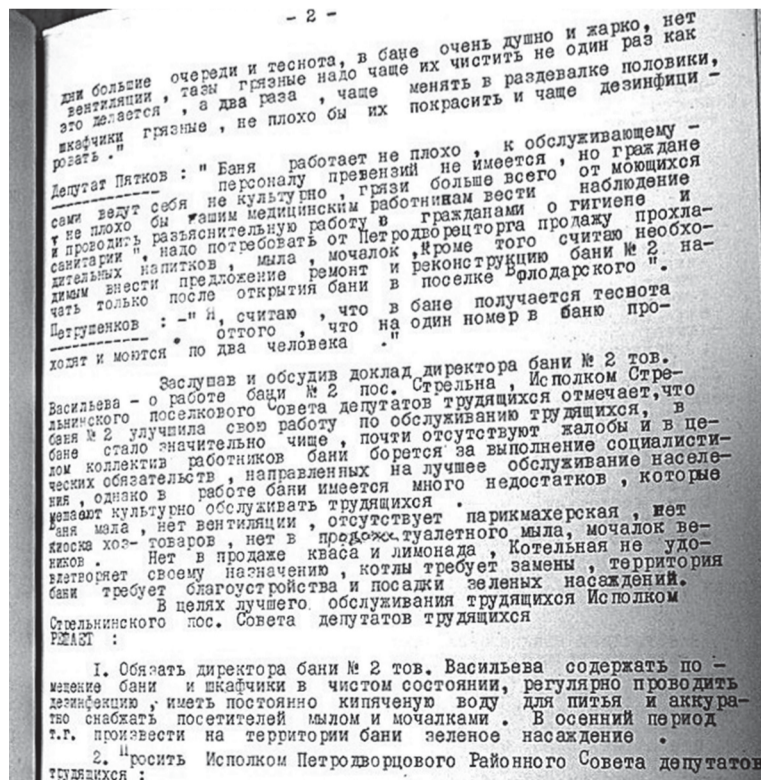 - 2 -
дни большие очереди и теснота, в бане очень душно и жарко, нет
вентиляции , тазы грязные надо чаще их чистить не один раз как
это делается , а два раза , чаще менять в раздевалке половики,
шкафчики грязные , не плохо бы их покрасить и чаще дезинфици -
ровать ."
Депутат Пятков : " Баня работает не плохо , к обслуживающему -
персоналу превензий не имеется , но граждане
сами ведут себя не культурно , грязи больше всего от моющихся
и не плохо бы нашим медицинским работникам вести наблюдение
и проводить разъяснительную работу в гражданами о гигиене и
санитарии ", надо потребовать от Петродворецторга продажу прохла-
дительных напитков , мыла , мочалок ,Кроме того считаю необхо-
димым внести предложение ремонт и реконструкцию бани № 2 на-
чать только после открытия бани в поселке Володарского ".
Петрушенков : -" Я, считаю , что в бане получается теснота
оттого , что на один номер в баню про-
ходят и моются по два человека ."
Заслушав и обсудив доклад директора бани № 2 тов.
Васильева - о работе бани № 2 пос. Стрельна , Исполком Стре-
льнинского поселкового Совета депутатов трудящихся отмечает,что
баня № 2 улучшила свою работу по обслуживанию трудящихся, в
бане стало значительно чище , почти отсутствуют жалобы и в це-
лом коллектив работников бани борется за выполнение социалисти-
ческих обязательств , направленных на лучшее обслуживание населе-
ния , однако в работе бани имеется много недостатков , которые
мешают культурно обслуживать трудящихся .
Баня мала , нет вентиляции , отсутствует парикмахерская , нет
киоска хоз- товаров , нет в продаж. туалетного мыла, мочалок ве-
ников . Нет в продаже кваса и лимонада , Котельная не удо-
влетворяет своему назначению , котлы требует замены , территория
бани требует благоустройства и посадки зеленых насаждений.
В целях лучшего обслуживания трудящихся Исполком
Стрельнинского пос. Совета депутатов трудящихся
РЕШАЕТ :
I. Обязать директора бани № 2 тов. Васильева содержать по -
мещение бани и шкафчики в чистом состоянии, регулярно проводить
дезинфекцию , иметь постоянно кипяченую воду для питья и аккура-
тно снабжать посетителей мылом и мочалками . В осенний период
т.г. произвести на территории бани зеленое насаждение .
2. Просить Исполком Петродворцового Районного Совета депутатов
трудящихся :